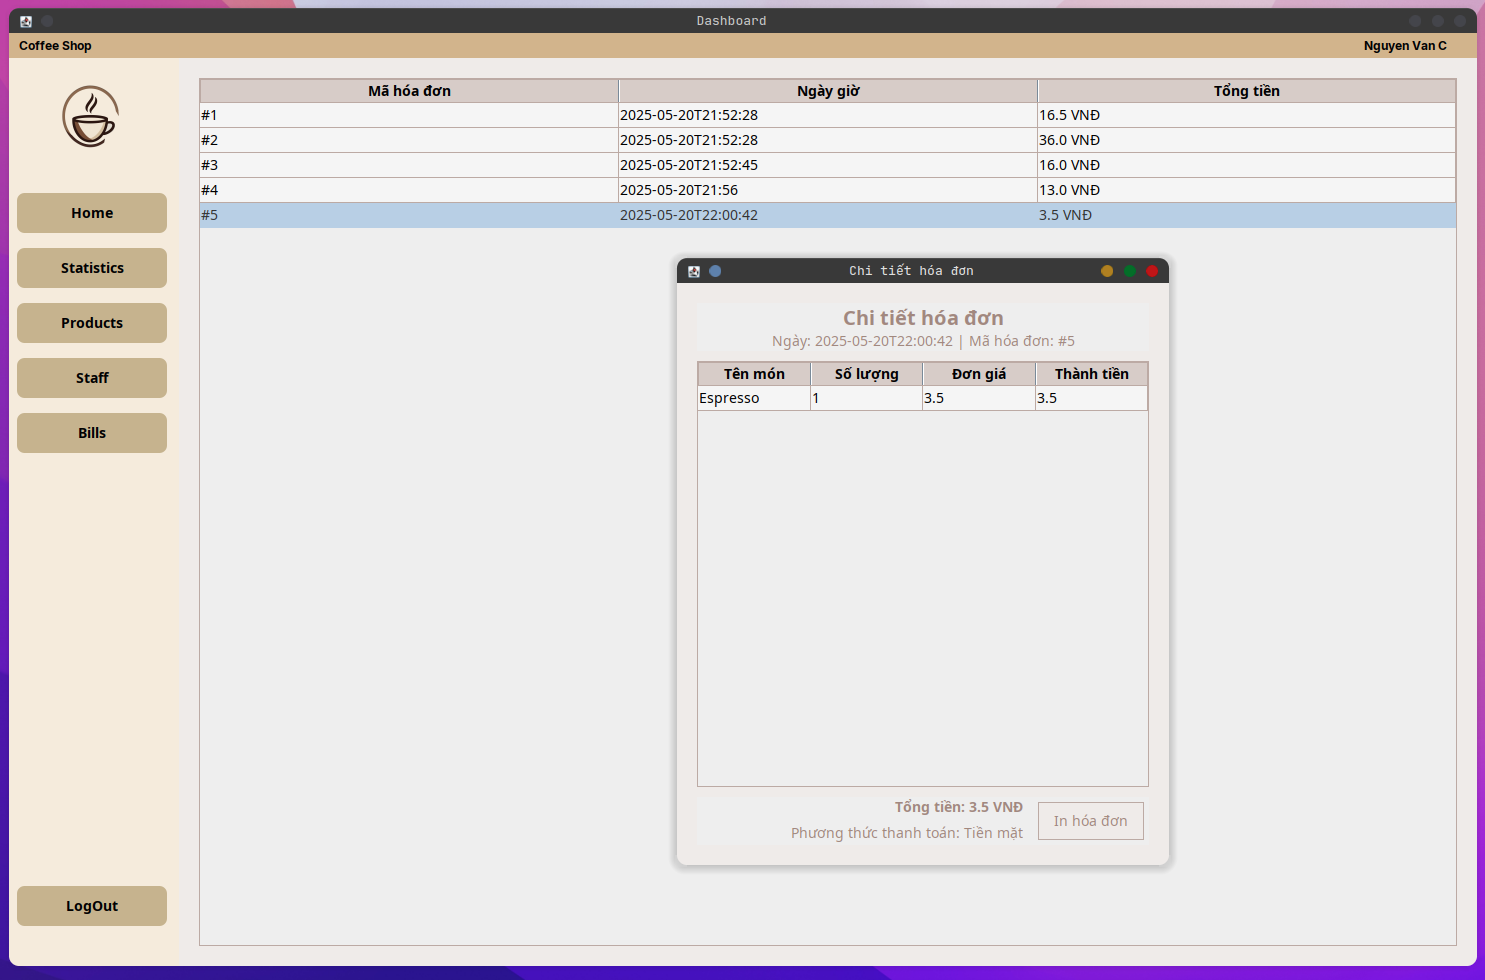 Dashboard
Coffee Shop
Nguyen Van C
Home
Statistics
Products
Staff
Bills
LogOut
Mã hóa đơn Ngày giờ Tổng tiền
#1 2025-05-20T21:52:28 16.5 VNĐ
#2 2025-05-20T21:52:28 36.0 VNĐ
#3 2025-05-20T21:52:45 16.0 VNĐ
#4 2025-05-20T21:56 13.0 VNĐ
#5 2025-05-20T22:00:42 3.5 VNĐ
Chi tiết hóa đơn
Chi tiết hóa đơn
Ngày: 2025-05-20T22:00:42 | Mã hóa đơn: #5
Tên món Số lượng Đơn giá Thành tiền
Espresso 1 3.5 3.5
Tổng tiền: 3.5 VNĐ
Phương thức thanh toán: Tiền mặt
In hóa đơn